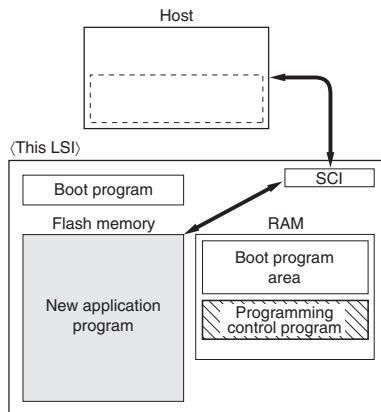 Host
〈This LSI〉
SCI
Boot program
Flash memory
RAM
Boot program
area
New application
program
Programming
control program